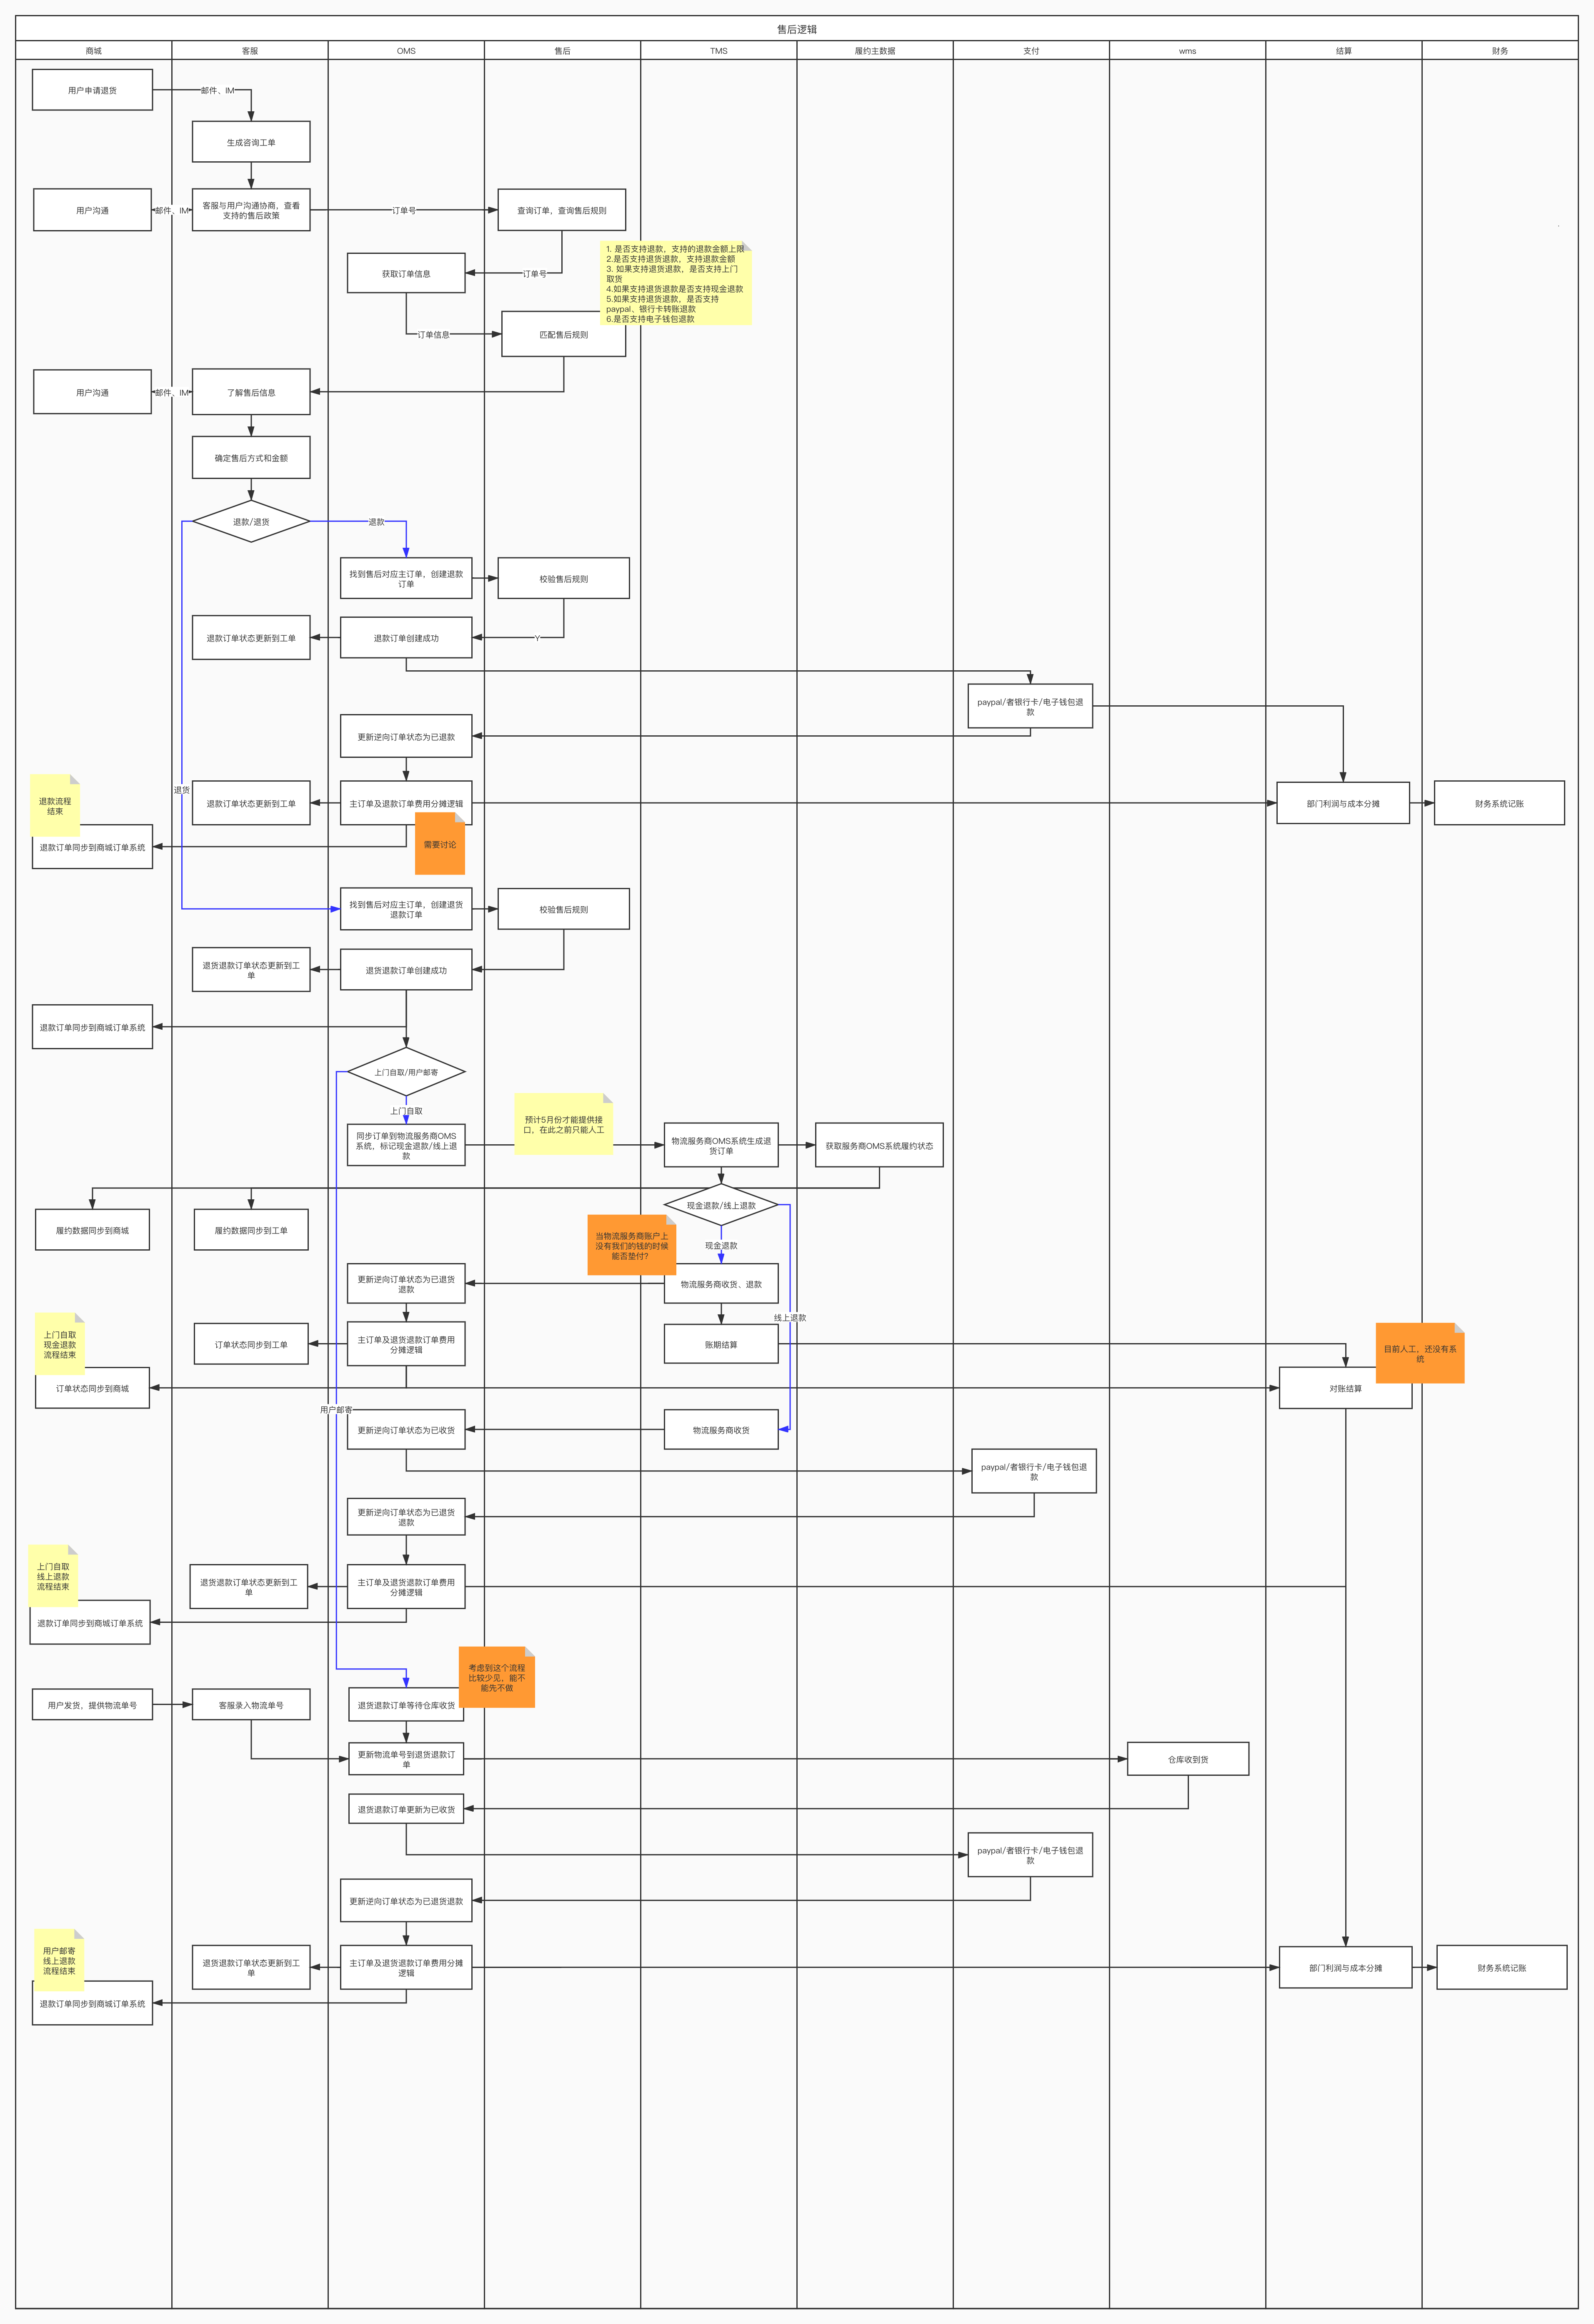 售后逻辑
商城
客服
OMS
售后
TMS
履约主数据
支付
wms
结算
财务
用户申请退货
邮件、IM
生成咨询工单
用户沟通
邮件、IM
客服与用户沟通协商，查看
支持的售后政策
订单号
查询订单，查询售后规则
1. 是否支持退款，支持的退款金额上限
2.是否支持退货退款，支持退款金额
3. 如果支持退货退款，是否支持上门
取货
4.如果支持退货退款是否支持现金退款
5.如果支持退货退款，是否支持
paypal、银行卡转账退款
6.是否支持电子钱包退款
获取订单信息
订单号
订单信息
匹配售后规则
用户沟通
邮件、IM
了解售后信息
确定售后方式和金额
退款/退货
退款
找到售后对应主订单，创建退款
订单
校验售后规则
退款订单状态更新到工单
退款订单创建成功
Y
paypal/者银行卡/电子钱包退
款
更新逆向订单状态为已退款
退货
退款流程
结束
退款订单状态更新到工单
主订单及退款订单费用分摊逻辑
部门利润与成本分摊
财务系统记账
退款订单同步到商城订单系统
需要讨论
找到售后对应主订单，创建退货
退款订单
校验售后规则
退货退款订单状态更新到工
单
退货退款订单创建成功
退款订单同步到商城订单系统
上门自取/用户邮寄
上门自取
预计5月份才能提供接
口，在此之前只能人工
同步订单到物流服务商OMS
系统，标记现金退款/线上退
款
物流服务商OMS系统生成退
货订单
获取服务商OMS系统履约状态
现金退款/线上退款
履约数据同步到商城
履约数据同步到工单
当物流服务商账户上
没有我们的钱的时候
能否垫付?
现金退款
更新逆向订单状态为已退货
退款
物流服务商收货、退款
线上退款
上门自取
现金退款
流程结束
订单状态同步到工单
主订单及退货退款订单费用
分摊逻辑
账期结算
目前人工，还没有系
统
订单状态同步到商城
对账结算
用户邮寄
更新逆向订单状态为已收货
物流服务商收货
paypal/者银行卡/电子钱包退
款
更新逆向订单状态为已退货
退款
上门自取
线上退款
流程结束
退货退款订单状态更新到工
单
主订单及退货退款订单费用
分摊逻辑
退款订单同步到商城订单系统
考虑到这个流程
比较少见，能不
能先不做
用户发货，提供物流单号
客服录入物流单号
退货退款订单等待仓库收货
更新物流单号到退货退款订
单
仓库收到货
退货退款订单更新为已收货
paypal/者银行卡/电子钱包退
款
更新逆向订单状态为已退货退款
用户邮寄
线上退款
流程结束
退货退款订单状态更新到工
单
主订单及退货退款订单费用分摊
逻辑
部门利润与成本分摊
财务系统记账
退款订单同步到商城订单系统